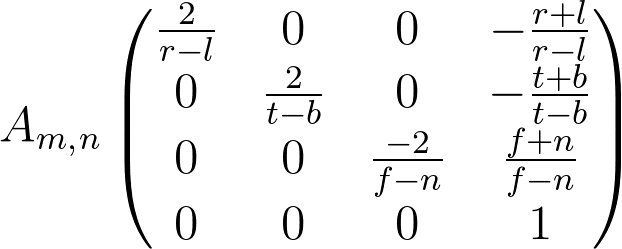 $A_{m,n} \begin{pmatrix} \frac{2}{r-l} & 0 & 0 & -\frac{r+l}{r-l} \\ 0 & \frac{2}{t-b} & 0 & -\frac{t+b}{t-b} \\ 0 & 0 & \frac{-2}{f-n} & \frac{f+n}{f-n} \\ 0 & 0 & 0 & 1 \end{pmatrix}$